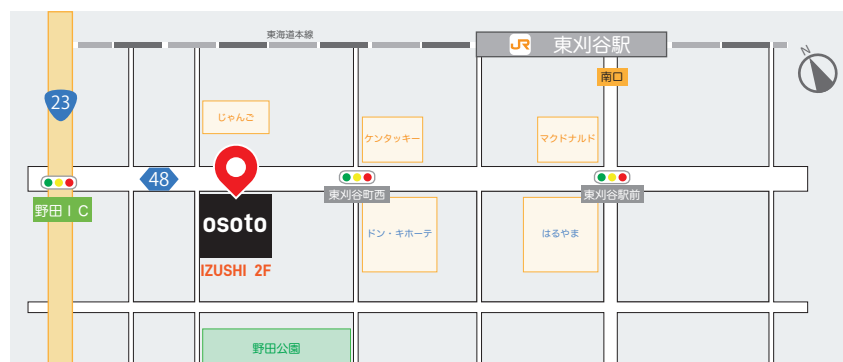 東海道本線
JR 東刈谷駅
N
南口
23
じゃんご
ケンタッキー
マクドナルド
48
野田IC
東刈谷町西
東刈谷駅前
osoto
ドン・キホーテ
はるやま
IZUSHI 2F
野田公園